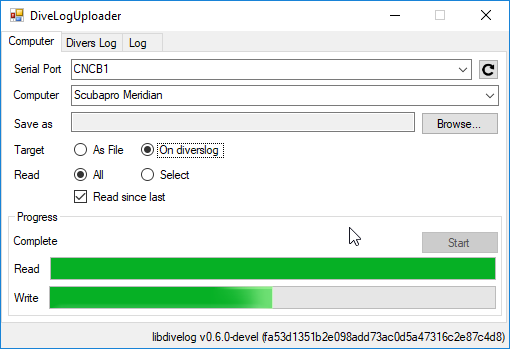 DiveLogUploader
Computer Divers Log Log
Serial Port CNCB1
Computer Scubapro Meridian
Save as Browse...
Target As File On diverslog
Read All Select
Read since last
Progress
Complete Start
Read
Write
libdivelog v0.6.0-devel (fa53d1351b2e098add73ac0d5a47316c2e87c4d8)